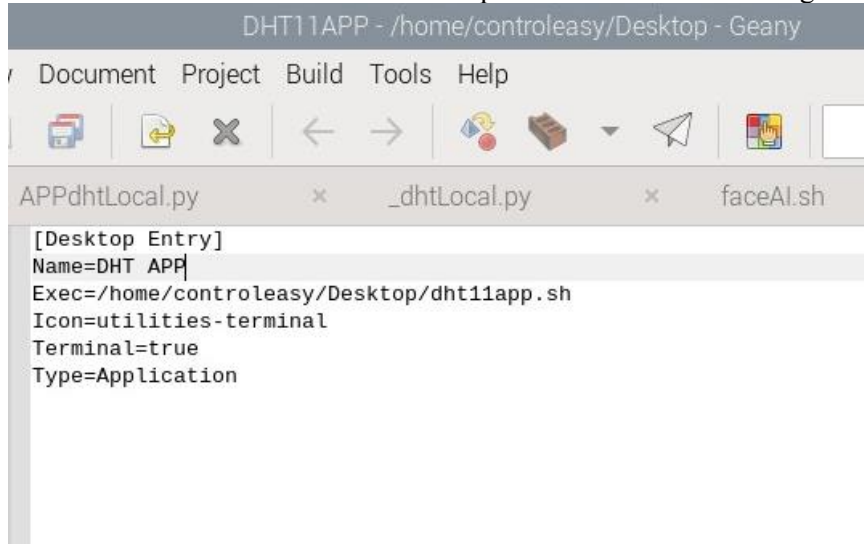 DHT11APP - /home/controleasy/Desktop - Geany
Document Project Build Tools Help
APPdhtLocal.py × _dhtLocal.py × faceAI.sh
[Desktop Entry]
Name=DHT APP
Exec=/home/controleasy/Desktop/dht11app.sh
Icon=utilities-terminal
Terminal=true
Type=Application